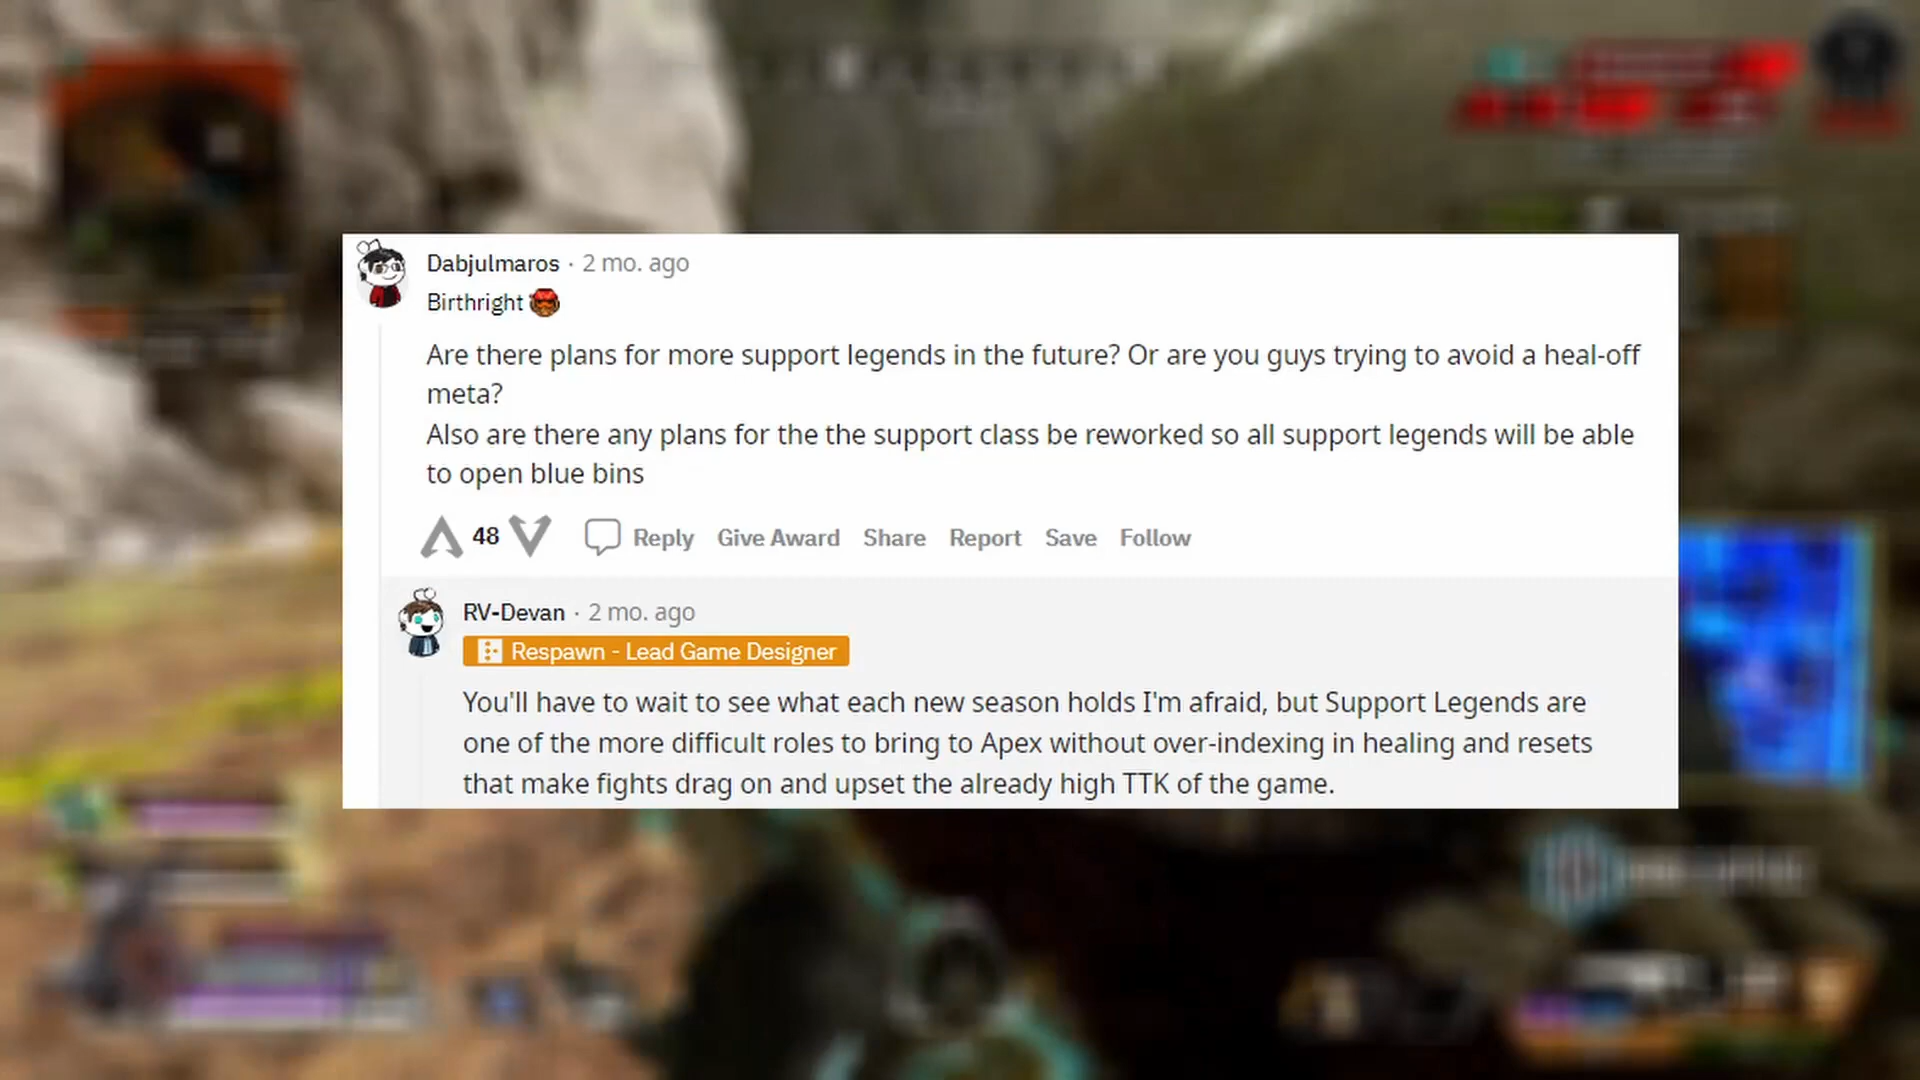 Dabjulmaros · 2 mo. ago
Birthright
Are there plans for more support legends in the future? Or are you guys trying to avoid a heal-off
meta?
Also are there any plans for the the support class be reworked so all support legends will be able
to open blue bins
48 Reply Give Award Share Report Save Follow
RV-Devan · 2 mo. ago
Respawn - Lead Game Designer
You'll have to wait to see what each new season holds I'm afraid, but Support Legends are
one of the more difficult roles to bring to Apex without over-indexing in healing and resets
that make fights drag on and upset the already high TTK of the game.